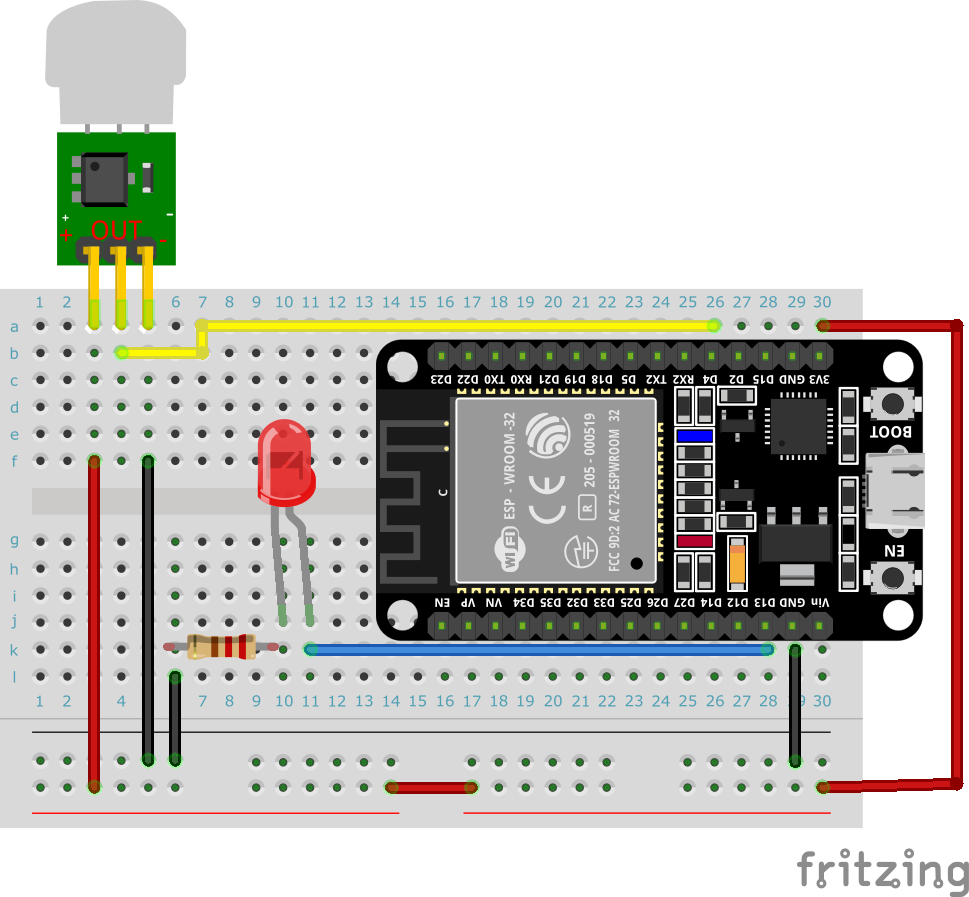 + -
+ OUT -
1 2 6 7 8 9 10 11 12 13 14 15 16 17 18 19 20 21 22 23 24 25 26 27 28 29 30
a
b
c
d
e
f
g
h
i
j
k
l
D23 D22 TX0 RX0 D21 D19 D18 D5 TX2 RX2 D4 D2 D15 GND 3V3
BOOT
C
WiFi ESP - WROOM -32
CE
R 205 - 000519
FCC 9D:2 AC 72-ESPWROOM 32
EN
EN VP VN D34 D35 D32 D33 D25 D26 D27 D14 D12 D13 GND Vin
1 2 4 7 8 9 10 11 12 13 14 15 16 17 18 19 20 21 22 23 24 25 26 27 28 9 30
fritzing